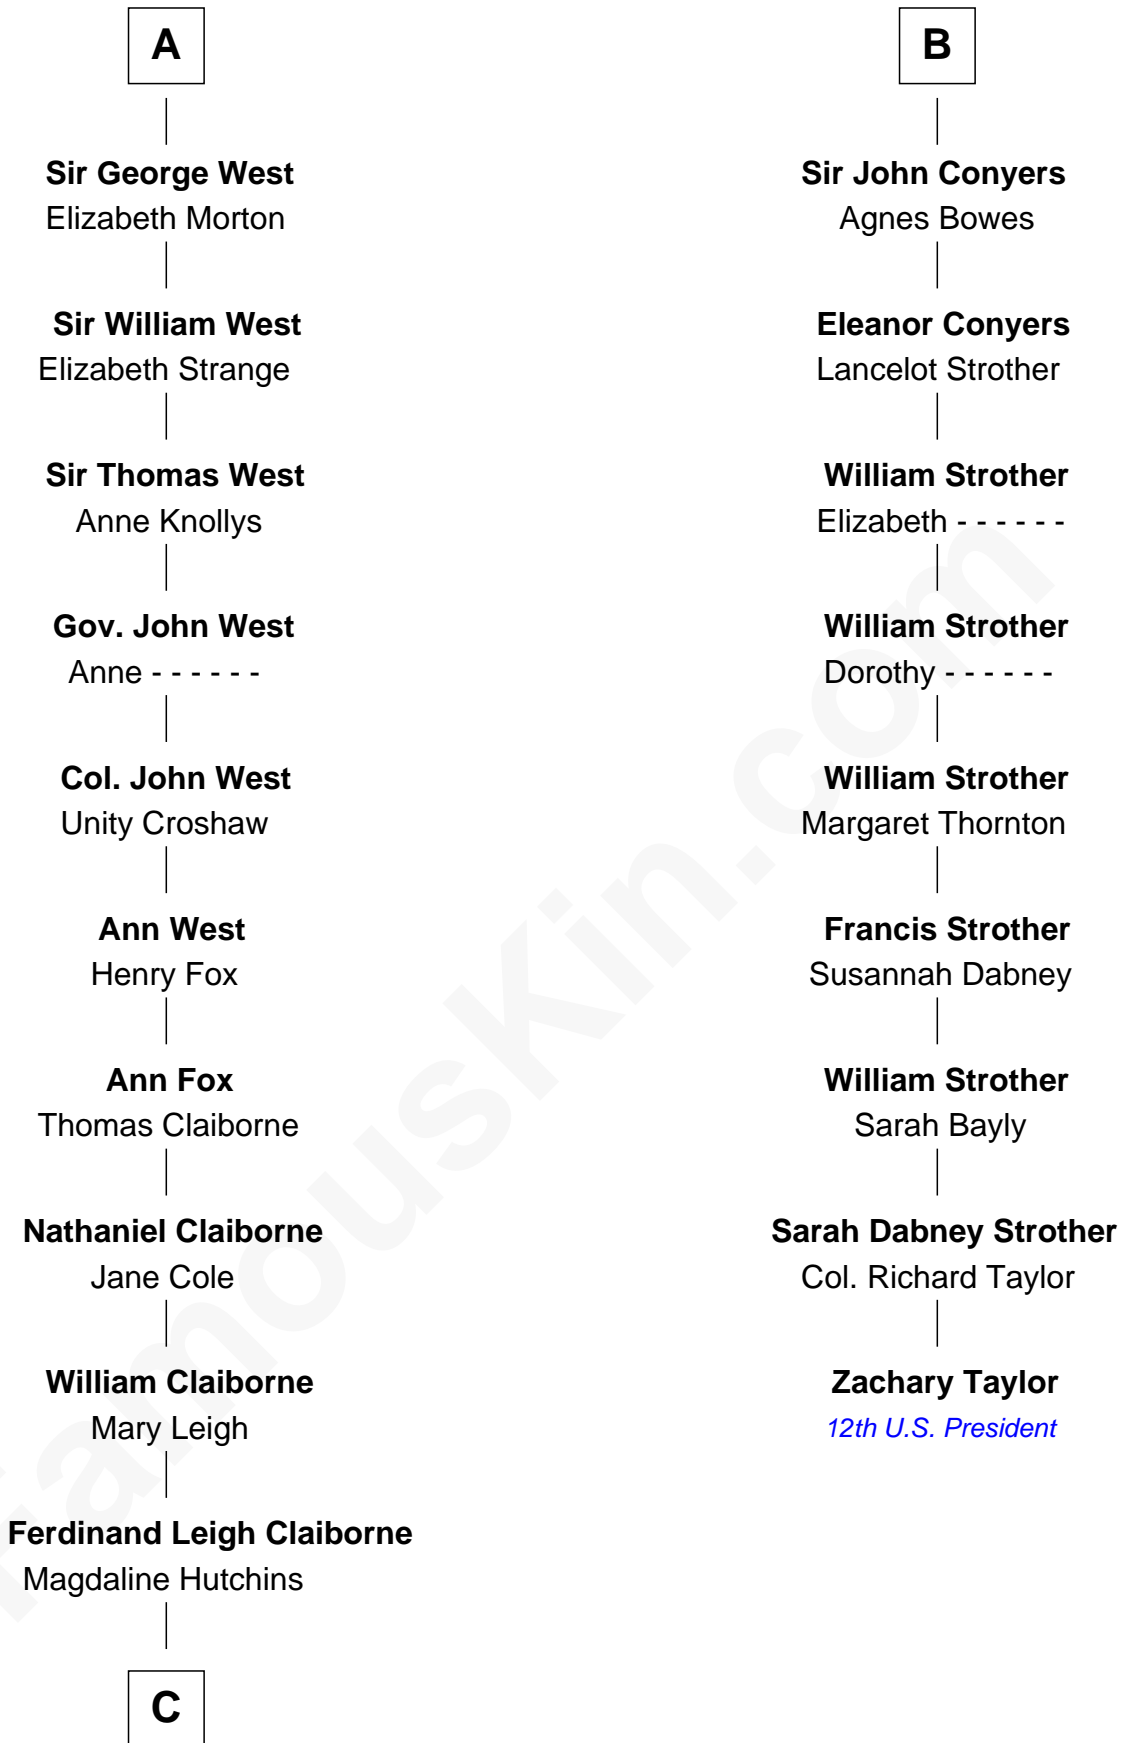 A
Sir George West
Elizabeth Morton
Sir William West
Elizabeth Strange
Sir Thomas West
Anne Knollys
Gov. John West
Anne - - - - - -
Col. John West
Unity Croshaw
Ann West
Henry Fox
Ann Fox
Thomas Claiborne
Nathaniel Claiborne
Jane Cole
William Claiborne
Mary Leigh
Ferdinand Leigh Claiborne
Magdaline Hutchins
C
B
Sir John Conyers
Agnes Bowes
Eleanor Conyers
Lancelot Strother
William Strother
Elizabeth - - - - - -
William Strother
Dorothy - - - - - -
William Strother
Margaret Thornton
Francis Strother
Susannah Dabney
William Strother
Sarah Bayly
Sarah Dabney Strother
Col. Richard Taylor
Zachary Taylor
12th U.S. President
FamousKin.com